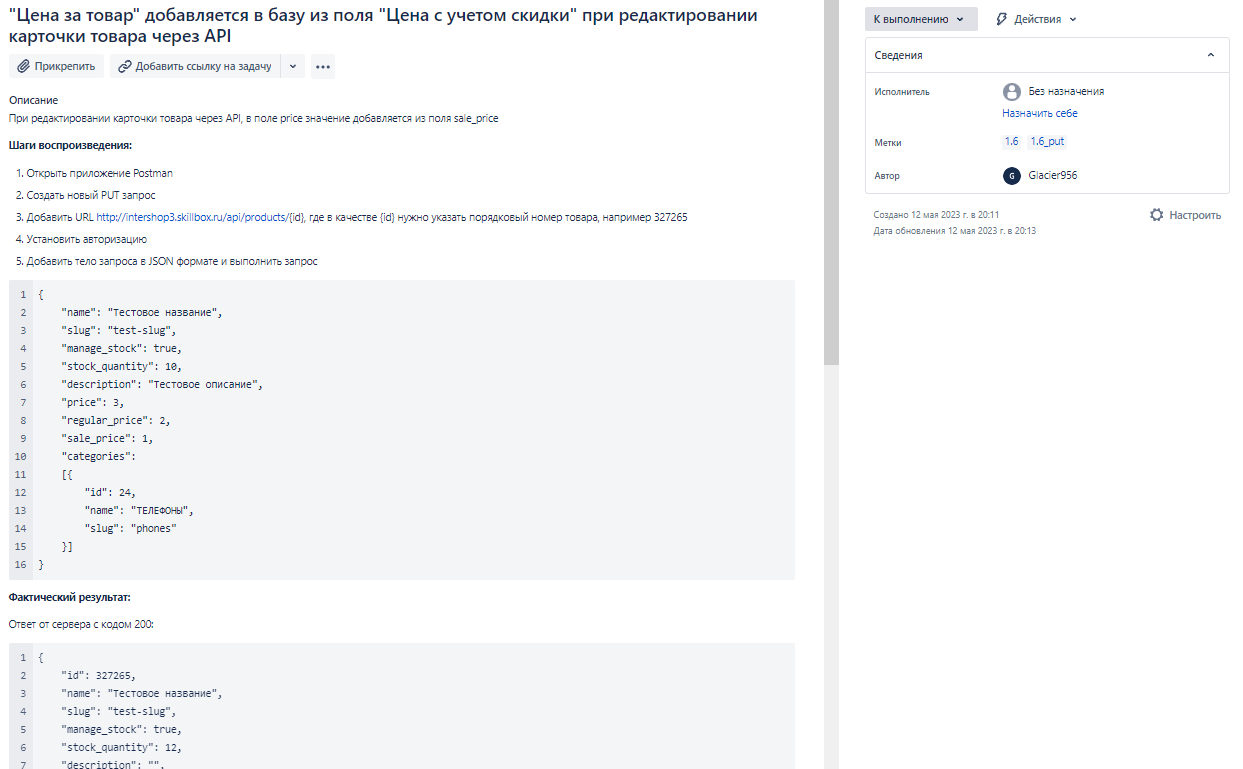 "Цена за товар" добавляется в базу из поля "Цена с учетом скидки" при редактировании
карточки товара через API
Прикрепить
Добавить ссылку на задачу
Описание
При редактировании карточки товара через API, в поле price значение добавляется из поля sale_price
Шаги воспроизведения:
1. Открыть приложение Postman
2. Создать новый PUT запрос
3. Добавить URL http://intershop3.skillbox.ru/api/products/{id}, где в качестве {id} нужно указать порядковый номер товара, например 327265
4. Установить авторизацию
5. Добавить тело запроса в JSON формате и выполнить запрос
1 {
2 "name": "Тестовое название",
3 "slug": "test-slug",
4 "manage_stock": true,
5 "stock_quantity": 10,
6 "description": "Тестовое описание",
7 "price": 3,
8 "regular_price": 2,
9 "sale_price": 1,
10 "categories":
11 [{
12 "id": 24,
13 "name": "ТЕЛЕФОНЫ",
14 "slug": "phones"
15 }]
16 }
Фактический результат:
Ответ от сервера с кодом 200:
1 {
2 "id": 327265,
3 "name": "Тестовое название",
4 "slug": "test-slug",
5 "manage_stock": true,
6 "stock_quantity": 12,
7 "description": "",
К выполнению
Действия
Сведения
Исполнитель
Без назначения
Назначить себе
Метки
1.6 1.6_put
Автор
G Glacier956
Создано 12 мая 2023 г. в 20:11
Настроить
Дата обновления 12 мая 2023 г. в 20:13